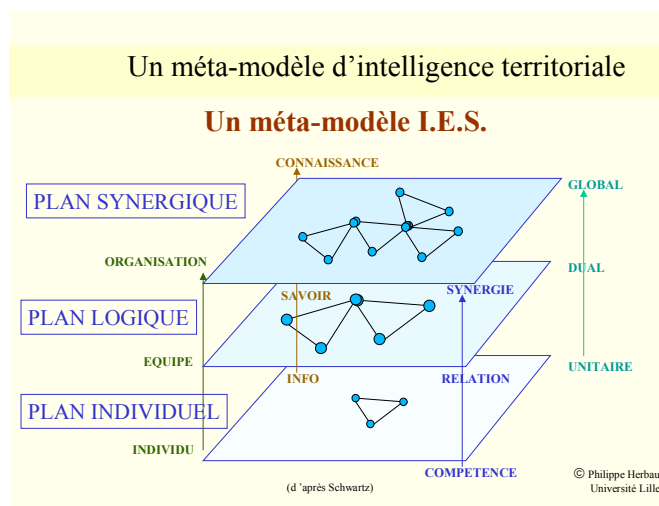 Un méta-modèle d’intelligence territoriale
Un méta-modèle I.E.S.
CONNAISSANCE
GLOBAL
PLAN SYNERGIQUE
ORGANISATION
DUAL
SAVOIR
SYNERGIE
PLAN LOGIQUE
EQUIPE
UNITAIRE
INFO
RELATION
PLAN INDIVIDUEL
INDIVIDU
COMPETENCE
(d ’après Schwartz)
© Philippe Herbau
Université Lille